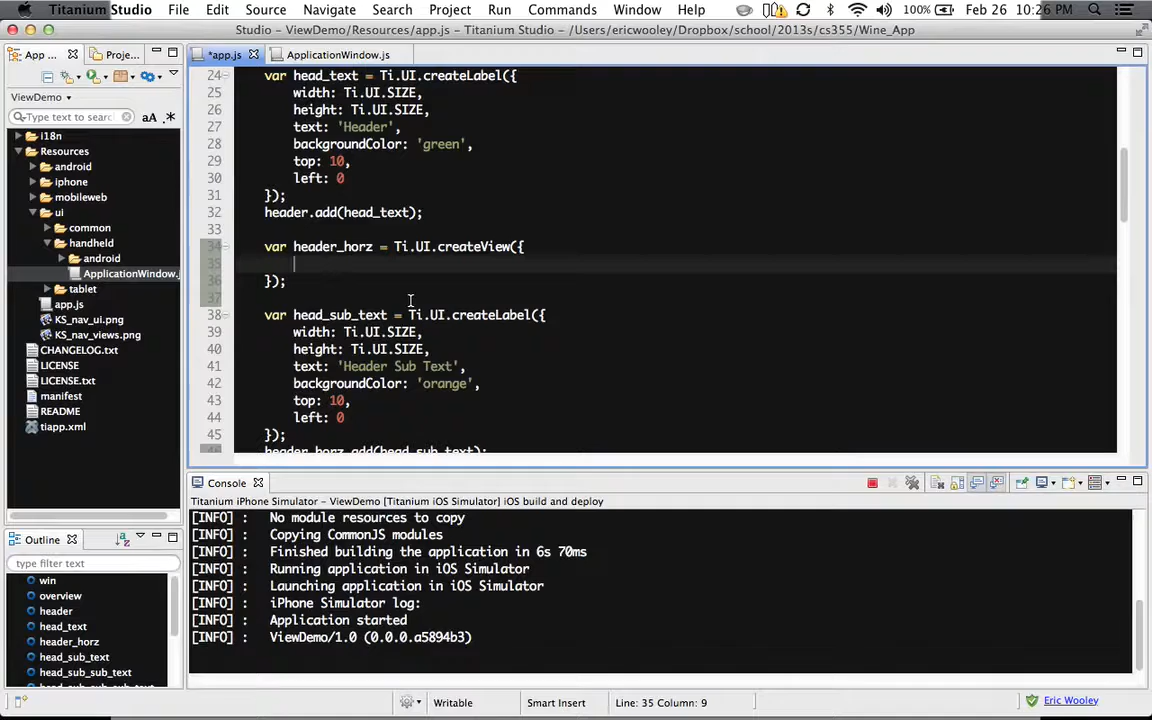 Titanium Studio File Edit Source Navigate Search Project Run Commands Window Help 100% Feb 26 10:26 PM
Studio - ViewDemo/Resources/app.js - Titanium Studio - /Users/ericwooley/Dropbox/school/2013s/cs355/Wine_App
App ... Proje...
*app.js ApplicationWindow.js
ViewDemo
Type to search
aA .*
i18n
Resources
android
iphone
mobileweb
ui
common
handheld
android
ApplicationWindow.j
tablet
app.js
KS_nav_ui.png
KS_nav_views.png
CHANGELOG.txt
LICENSE
LICENSE.txt
manifest
README
tiapp.xml
24 var head_text = Ti.UI.createLabel({
25 width: Ti.UI.SIZE,
26 height: Ti.UI.SIZE,
27 text: 'Header',
28 backgroundColor: 'green',
29 top: 10,
30 left: 0
31 });
32 header.add(head_text);
33
34 var header_horz = Ti.UI.createView({
35
36 });
37
38 var head_sub_text = Ti.UI.createLabel({
39 width: Ti.UI.SIZE,
40 height: Ti.UI.SIZE,
41 text: 'Header Sub Text',
42 backgroundColor: 'orange',
43 top: 10,
44 left: 0
45 });
46 header_horz.add(head_sub_text);
Console
Titanium iPhone Simulator - ViewDemo [Titanium iOS Simulator] iOS build and deploy
[INFO] : No module resources to copy
[INFO] : Copying CommonJS modules
[INFO] : Finished building the application in 6s 70ms
[INFO] : Running application in iOS Simulator
[INFO] : Launching application in iOS Simulator
[INFO] : iPhone Simulator log:
[INFO] : Application started
[INFO] : ViewDemo/1.0 (0.0.0.a5894b3)
Outline
type filter text
win
overview
header
head_text
header_horz
head_sub_text
head_sub_sub_text
Writable Smart Insert Line: 35 Column: 9 Eric Wooley